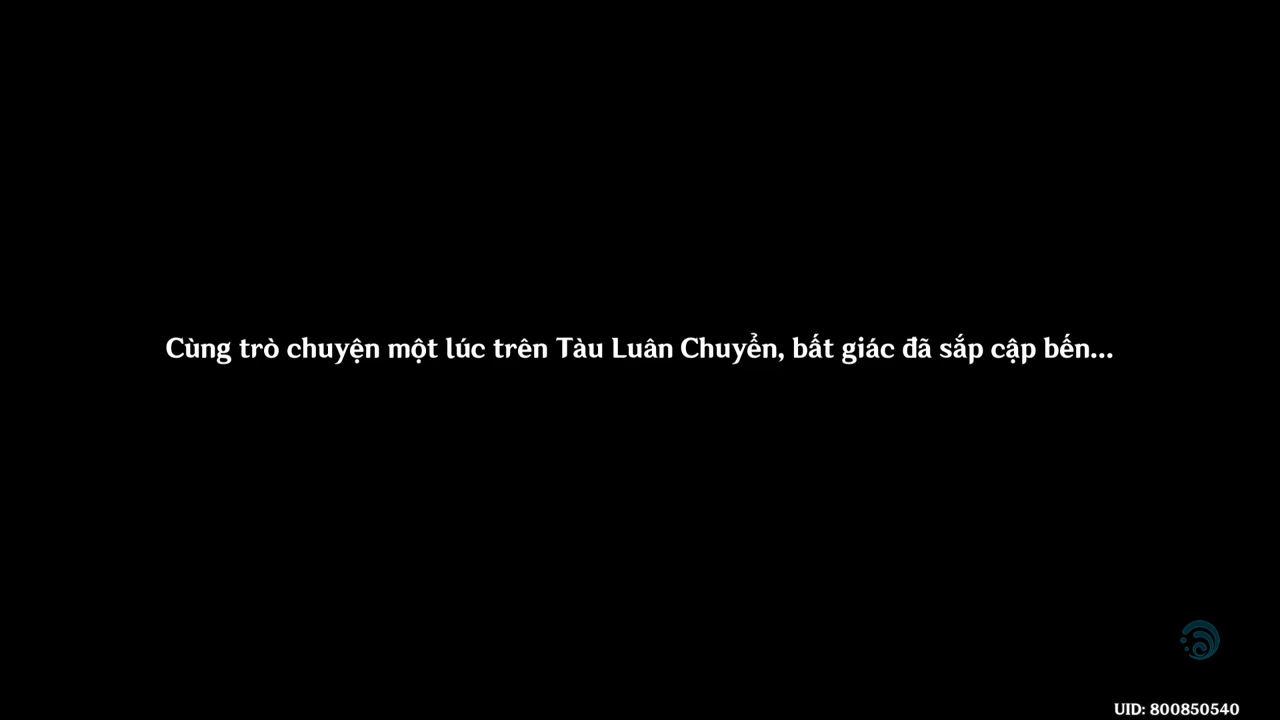 Cùng trò chuyện một lúc trên Tàu Luân Chuyển, bất giác đã sắp cập bến...
UID: 800850540